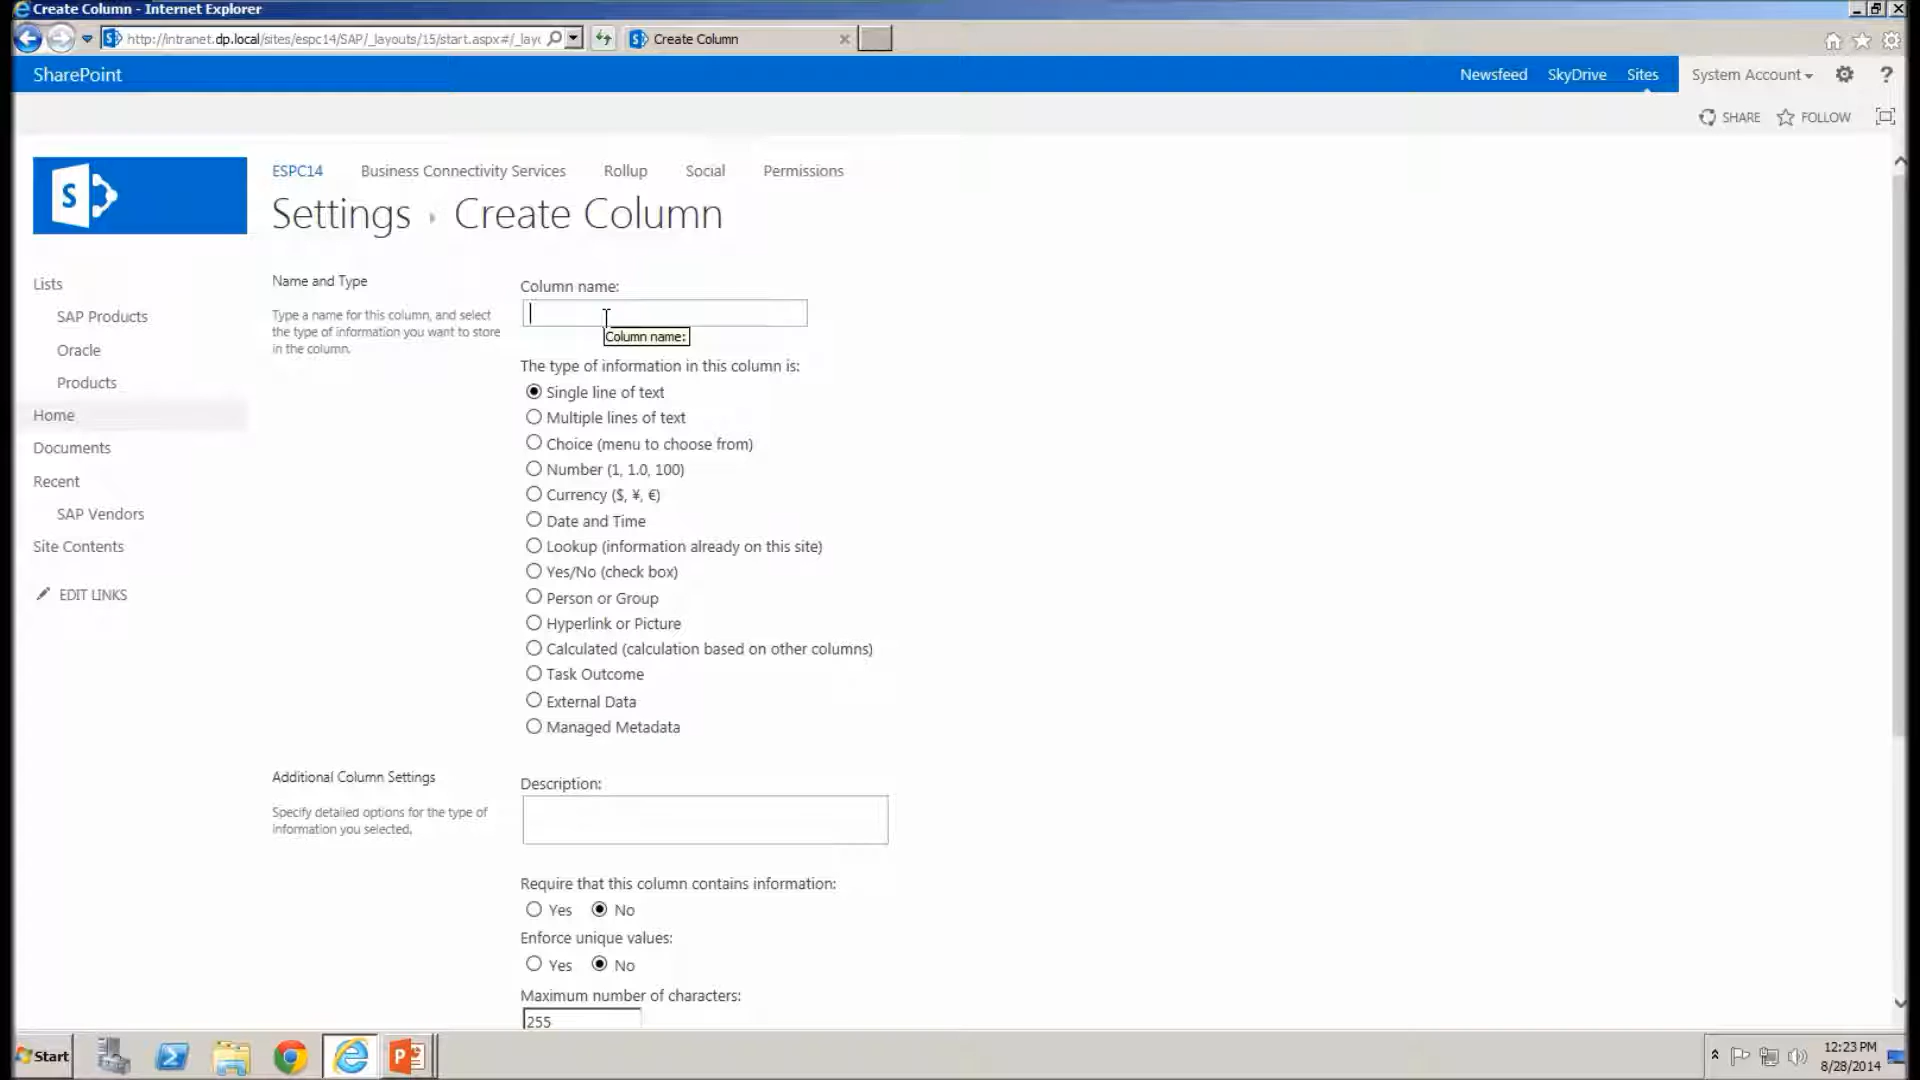 Create Column - Internet Explorer
http://intranet.dp.local/sites/espc14/SAP/_layouts/15/start.aspx#/_layc
Create Column
SharePoint
Newsfeed
SkyDrive
Sites
System Account
?
SHARE
FOLLOW
S
ESPC14
Business Connectivity Services
Rollup
Social
Permissions
Settings › Create Column
Lists
SAP Products
Oracle
Products
Home
Documents
Recent
SAP Vendors
Site Contents
EDIT LINKS
Name and Type
Type a name for this column, and select
the type of information you want to store
in the column.
Column name:
Column name:
The type of information in this column is:
Single line of text
Multiple lines of text
Choice (menu to choose from)
Number (1, 1.0, 100)
Currency ($, ¥, €)
Date and Time
Lookup (information already on this site)
Yes/No (check box)
Person or Group
Hyperlink or Picture
Calculated (calculation based on other columns)
Task Outcome
External Data
Managed Metadata
Additional Column Settings
Specify detailed options for the type of
information you selected.
Description:
Require that this column contains information:
Yes No
Enforce unique values:
Yes No
Maximum number of characters:
255
Start
12:23 PM
8/28/2014